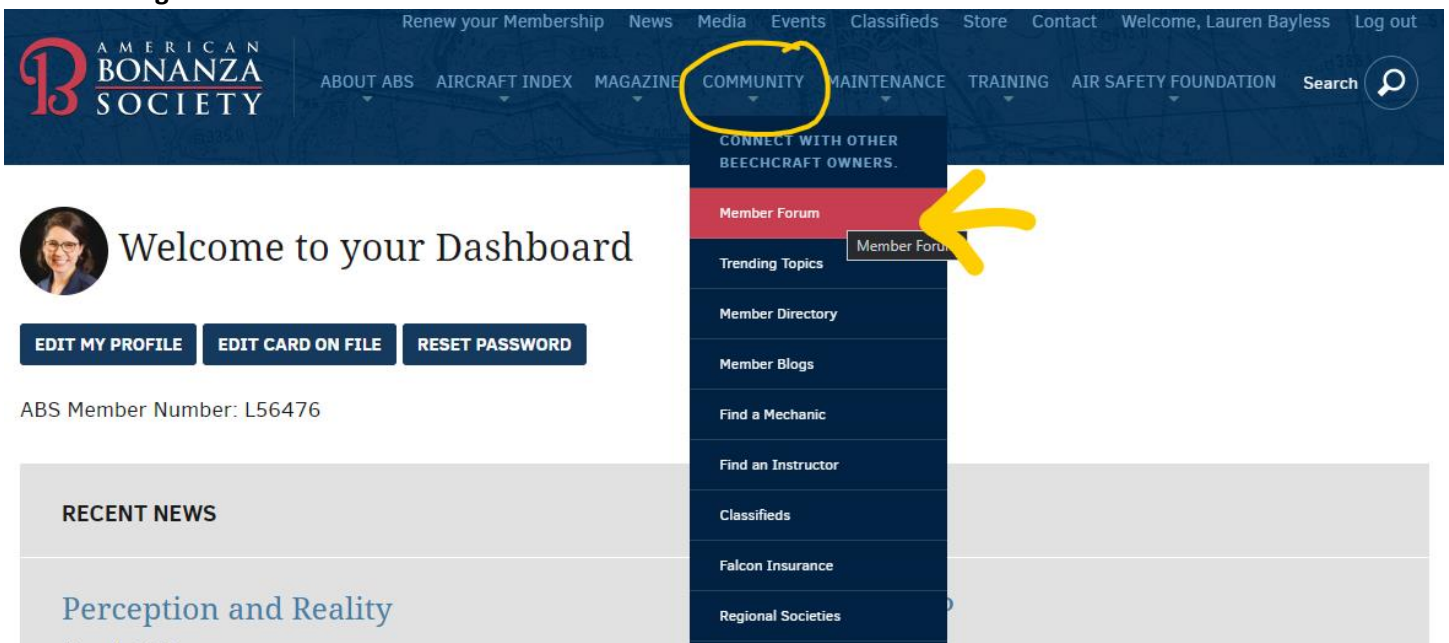 Renew your Membership News Media Events Classifieds Store Contact Welcome, Lauren Bayless Log out
AMERICAN
BONANZA
SOCIETY
ABOUT ABS AIRCRAFT INDEX MAGAZINE COMMUNITY MAINTENANCE TRAINING AIR SAFETY FOUNDATION Search
CONNECT WITH OTHER
BEECHCRAFT OWNERS.
Member Forum
Member Forum
Trending Topics
Member Directory
Member Blogs
Find a Mechanic
Find an Instructor
Classifieds
Falcon Insurance
Regional Societies
Welcome to your Dashboard
EDIT MY PROFILE EDIT CARD ON FILE RESET PASSWORD
ABS Member Number: L56476
RECENT NEWS
Perception and Reality